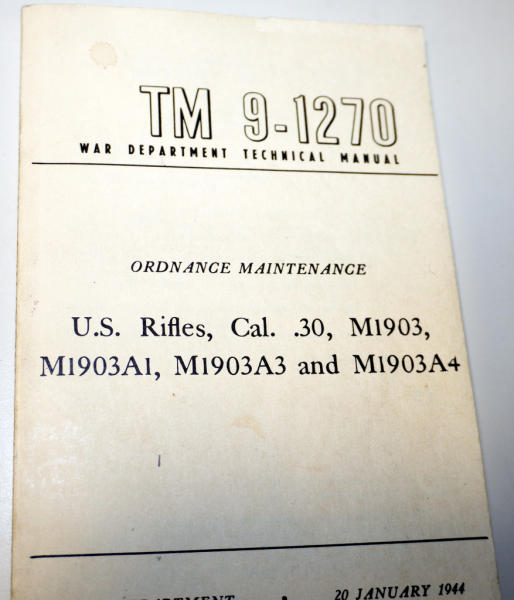 TM 9-1270
WAR DEPARTMENT TECHNICAL MANUAL
ORDNANCE MAINTENANCE
U.S. Rifles, Cal. .30, M1903,
M1903A1, M1903A3 and M1903A4
DEPARTMENT • 20 JANUARY 1944